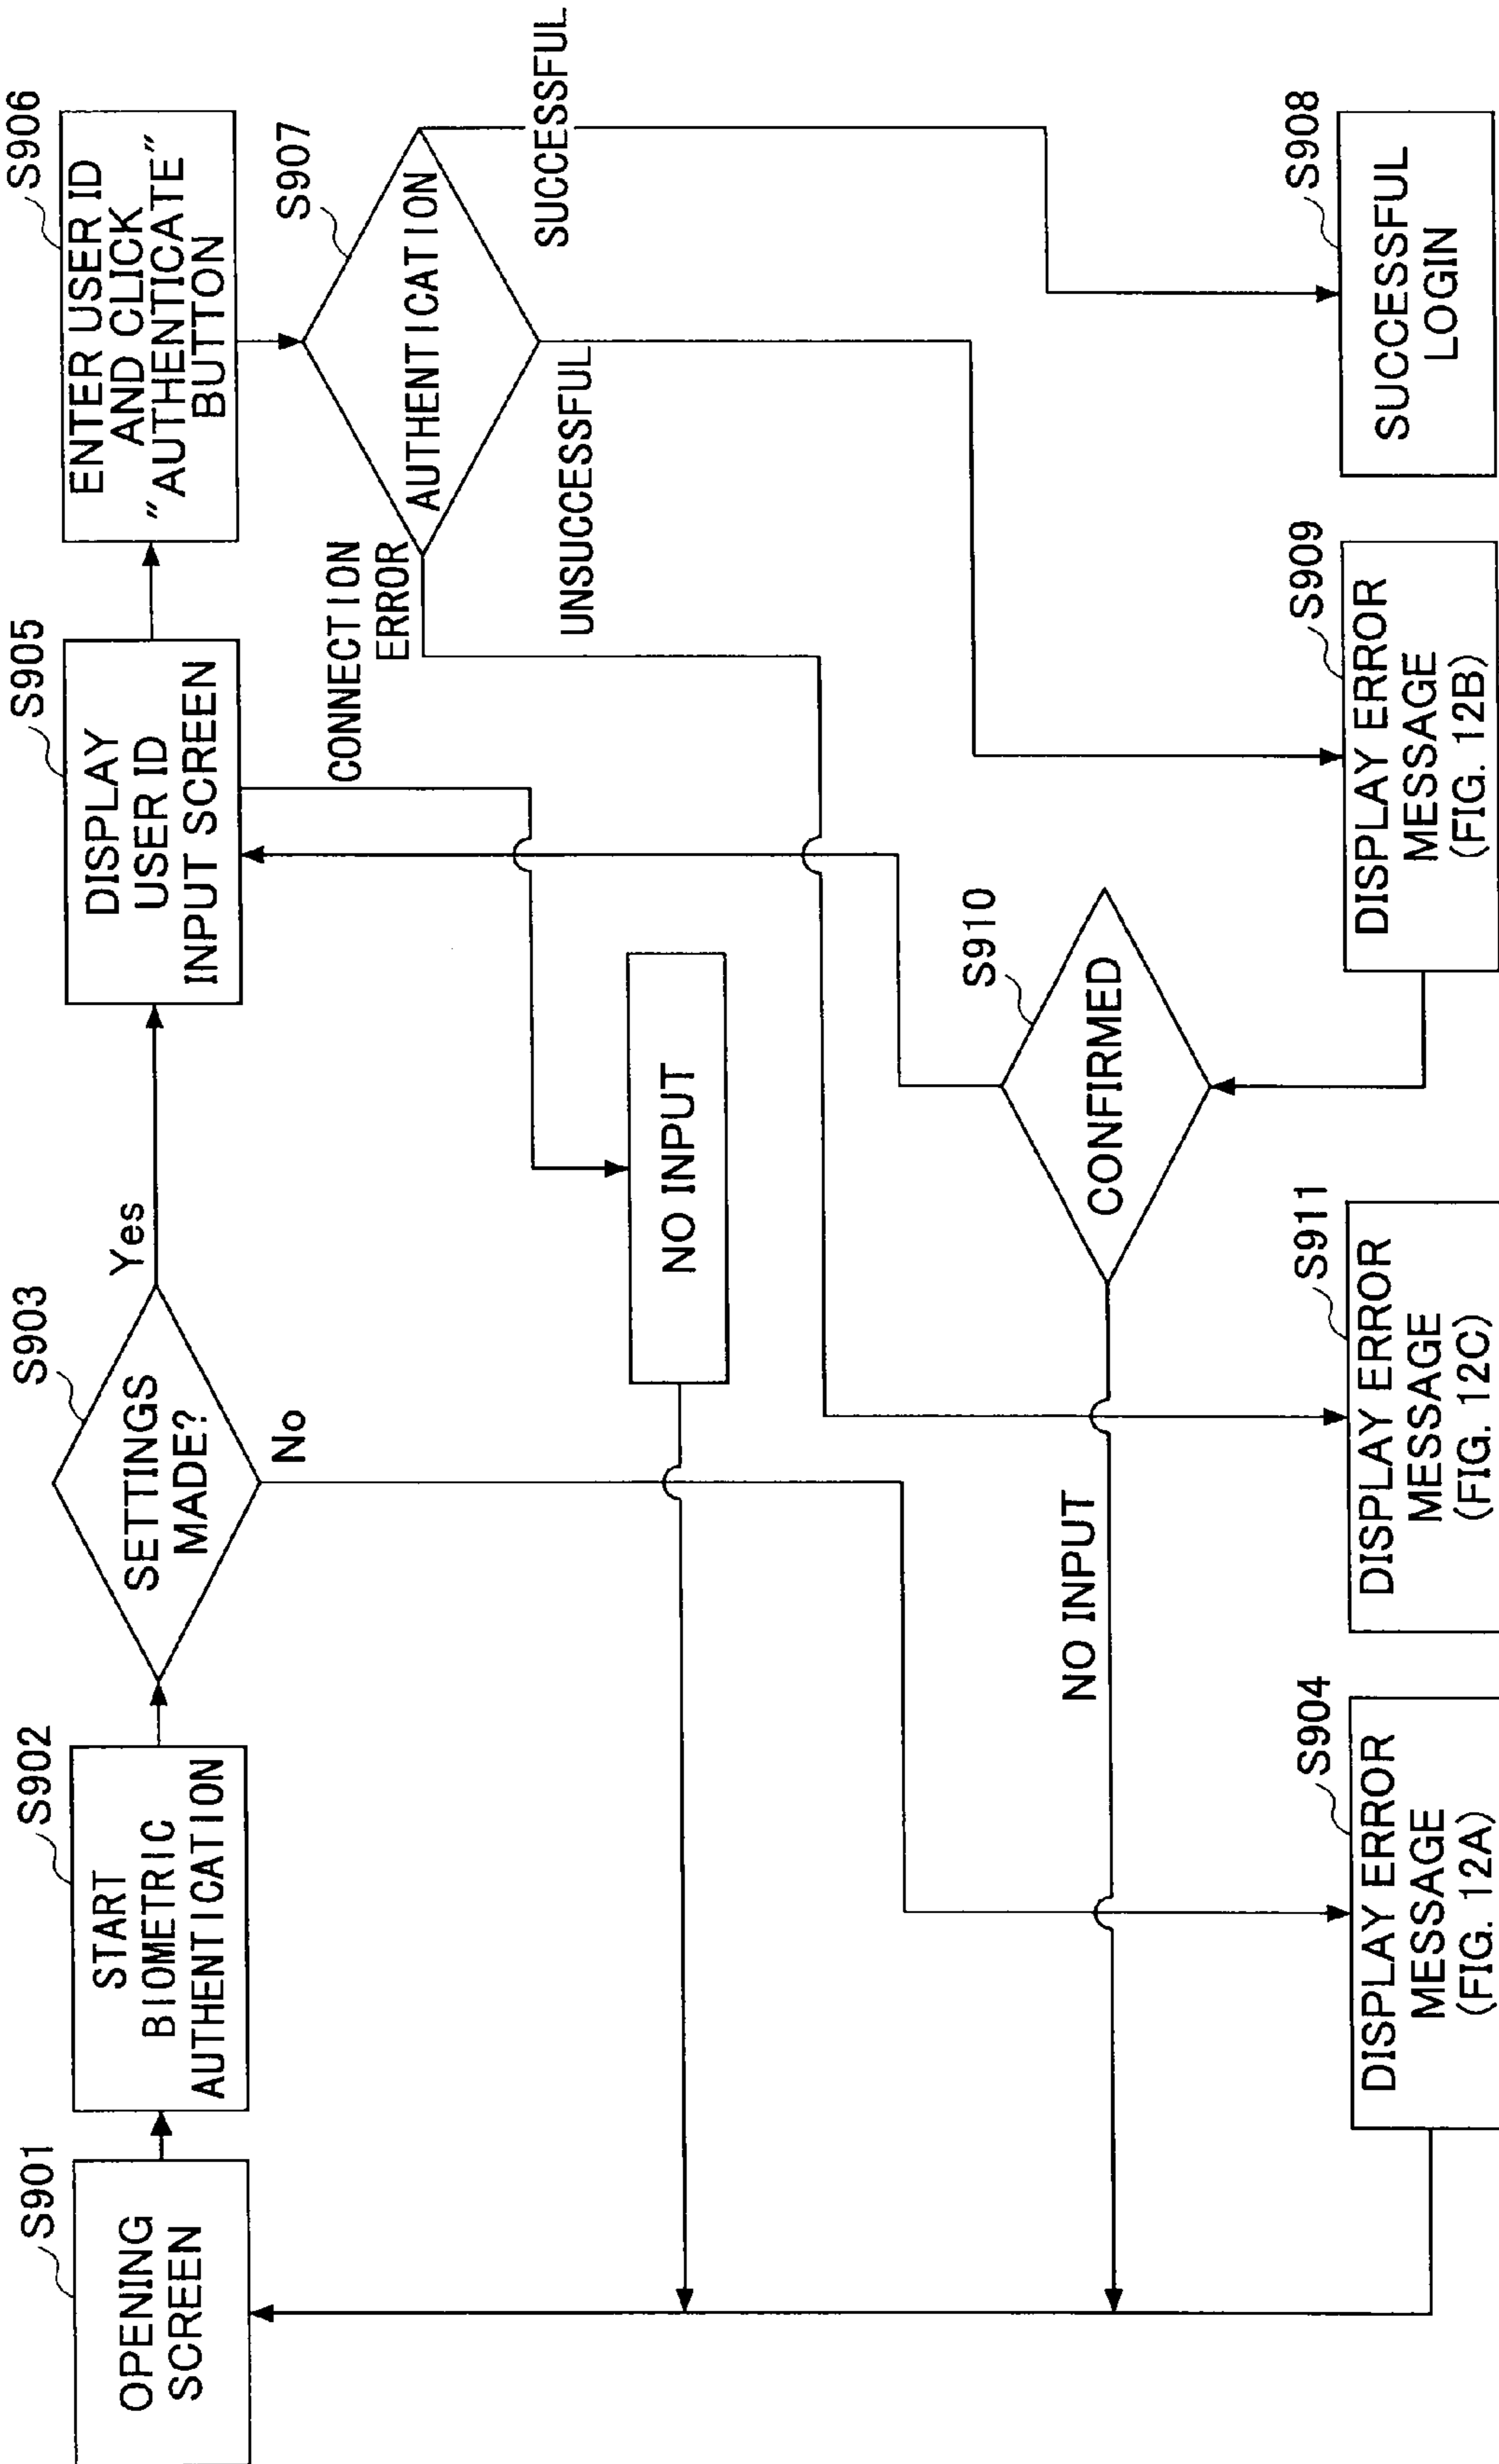 S901
OPENING
SCREEN
S902
START
BIOMETRIC
AUTHENTICATION
S903
SETTINGS
MADE?
Yes
No
S905
DISPLAY
USER ID
INPUT SCREEN
S906
ENTER USER ID
AND CLICK
"AUTHENTICATE"
BUTTON
S907
AUTHENTICATION
CONNECTION
ERROR
UNSUCCESSFUL
SUCCESSFUL
NO INPUT
S910
CONFIRMED
NO INPUT
S904
DISPLAY ERROR
MESSAGE
(FIG. 12A)
S911
DISPLAY ERROR
MESSAGE
(FIG. 12C)
S909
DISPLAY ERROR
MESSAGE
(FIG. 12B)
S908
SUCCESSFUL
LOGIN